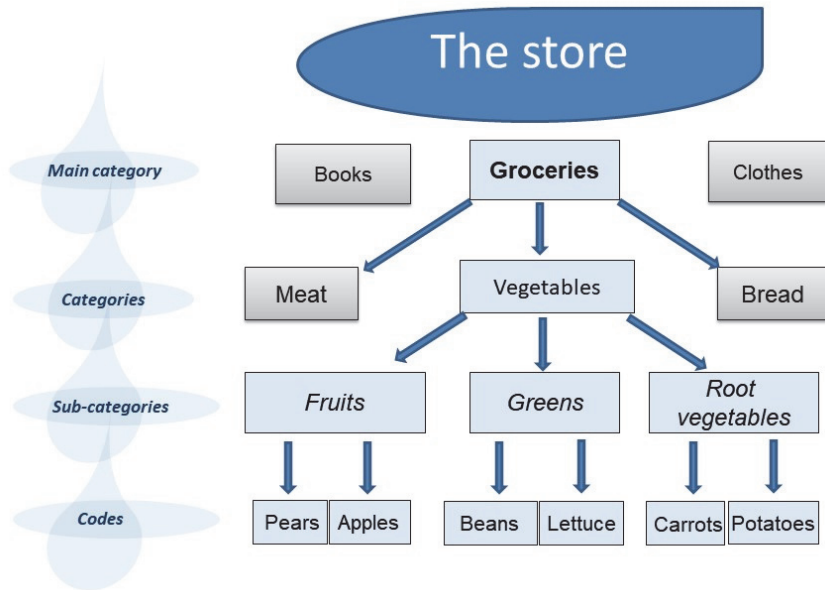 The store
Main category
Books
Groceries
Clothes
Categories
Meat
Vegetables
Bread
Sub-categories
Fruits
Greens
Root
vegetables
Codes
Pears
Apples
Beans
Lettuce
Carrots
Potatoes